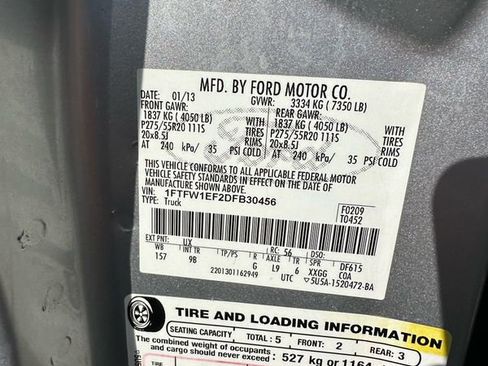 MFD. BY FORD MOTOR CO.
DATE: 01/13 GVWR: 3334 KG ( 7350 LB)
FRONT GAWR: REAR GAWR:
1837 KG ( 4050 LB) 1837 KG ( 4050 LB)
P275/55R20 111S TIRES P275/55R20 111S TIRES
20x8.5J RIMS 20x8.5J RIMS
AT 240 kPa/ 35 PSI COLD AT 240 kPa/ 35 PSI COLD
THIS VEHICLE CONFORMS TO ALL APPLICABLE FEDERAL MOTOR
VEHICLE SAFETY STANDARDS IN EFFECT ON THE DATE OF
MANUFACTURE SHOWN ABOVE.
VIN: 1FTFW1EF2DFB30456
TYPE: Truck
F0209
T0452
EXT PNT: UX RC: 56 DSO:
WB INT TR TP/PS R AXLE TR SPR DF615
157 9B G L9 6 XXGG COA
2201301162949 UTC 5U5A-1520472-BA
Ford
TIRE AND LOADING INFORMATION
SEATING CAPACITY TOTAL : 5 FRONT: 2 REAR: 3
The combined weight of occupants
and cargo should never exceed 527 kg or 1164